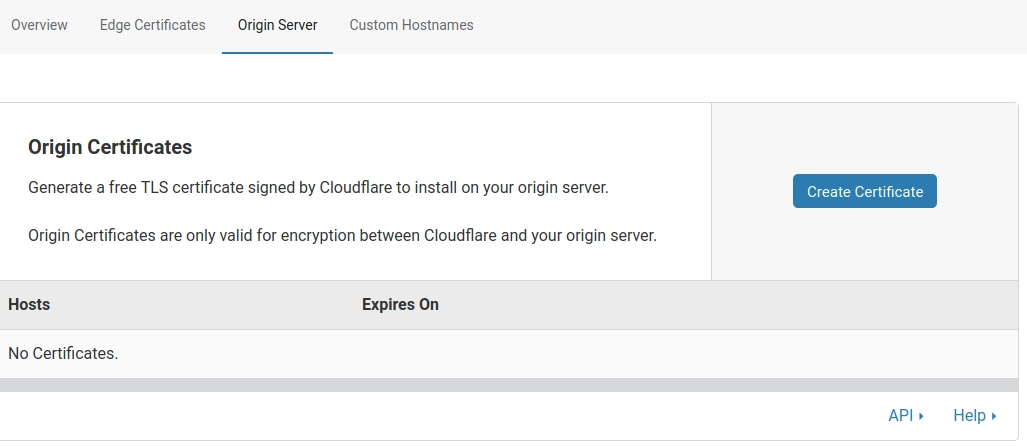 Overview Edge Certificates Origin Server Custom Hostnames
Origin Certificates
Generate a free TLS certificate signed by Cloudflare to install on your origin server.
Create Certificate
Origin Certificates are only valid for encryption between Cloudflare and your origin server.
Hosts Expires On
No Certificates.
API Help